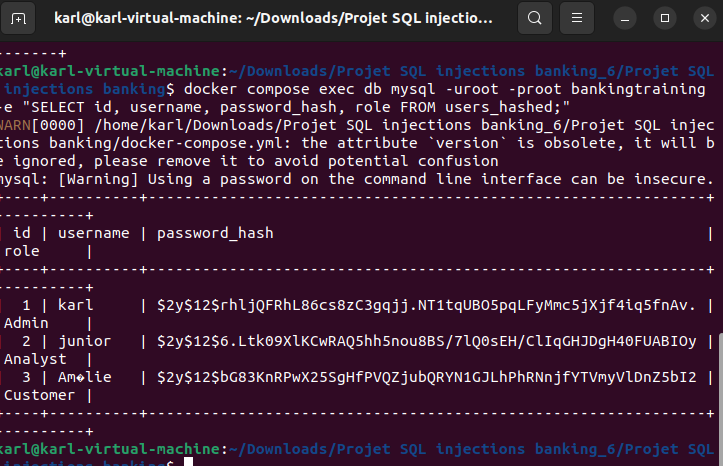 karl@karl-virtual-machine: ~/Downloads/Projet SQL injectio...
-------+
karl@karl-virtual-machine:~/Downloads/Projet SQL injections banking_6/Projet SQL
injections banking$ docker compose exec db mysql -uroot -proot bankingtraining
-e "SELECT id, username, password_hash, role FROM users_hashed;"
WARN[0000] /home/karl/Downloads/Projet SQL injections banking_6/Projet SQL injec
tions banking/docker-compose.yml: the attribute `version` is obsolete, it will b
e ignored, please remove it to avoid potential confusion
mysql: [Warning] Using a password on the command line interface can be insecure.
+----+----------+--------------------------------------------------------------+
----------+
| id | username | password_hash                                                |
role      |
+----+----------+--------------------------------------------------------------+
----------+
|  1 | karl     | $2y$12$rhljQFRhL86cs8zC3gqjj.NT1tqUBO5pqLFyMmc5jXjf4iq5fnAv. |
Admin    |
|  2 | junior   | $2y$12$6.Ltk09XlKCwRAQ5hh5nou8BS/7lQ0sEH/ClIqGHJDgH40FUABIOy |
Analyst  |
|  3 | Am�lie   | $2y$12$bG83KnRPwX25SgHfPVQZjubQRYN1GJLhPhRNnjfYTVmyVlDnZ5bI2 |
Customer |
+----+----------+--------------------------------------------------------------+
----------+
karl@karl-virtual-machine:~/Downloads/Projet SQL injections banking_6/Projet SQL
injections banking$